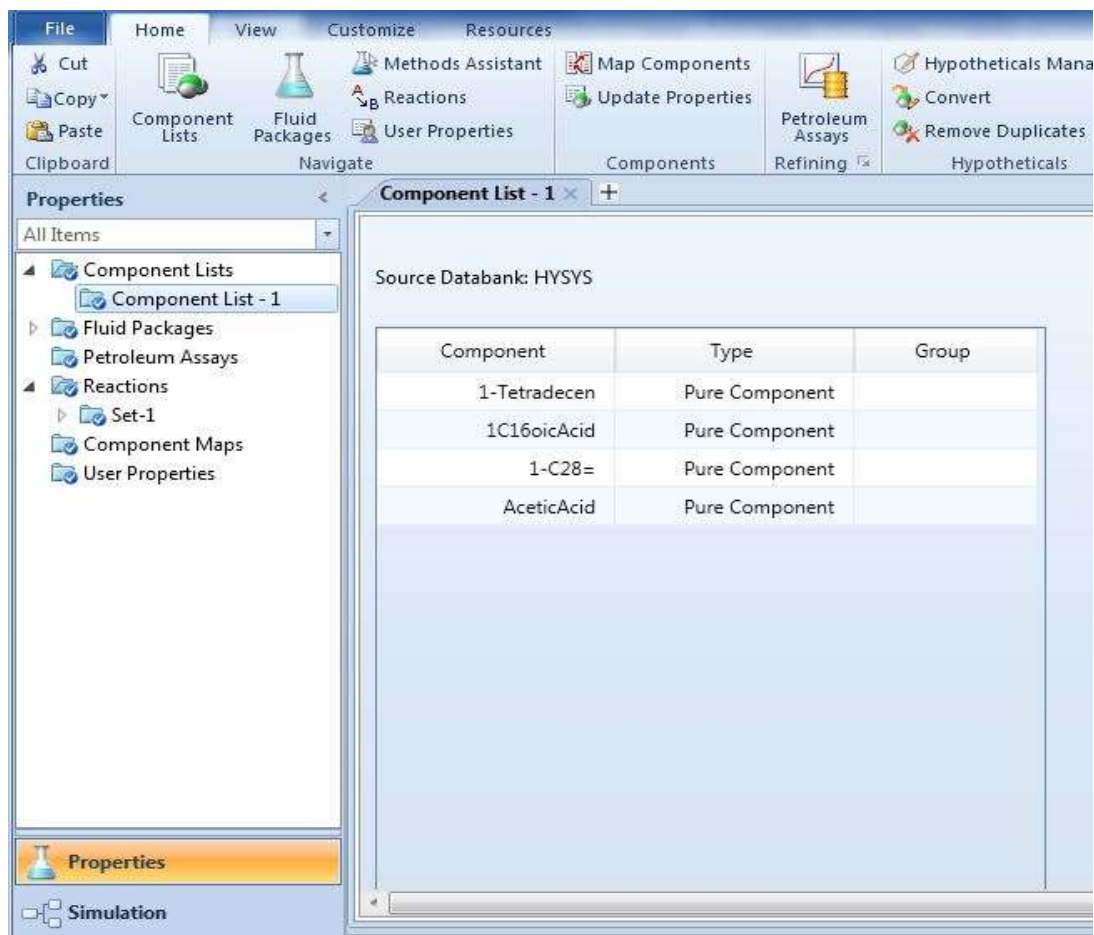 File Home View Customize Resources
Cut
Copy
Paste
Clipboard
Component Lists
Fluid Packages
Methods Assistant
Reactions
User Properties
Navigate
Map Components
Update Properties
Components
Petroleum Assays
Refining
Hypotheticals Mana
Convert
Remove Duplicates
Hypotheticals
Properties
All Items
Component Lists
Component List - 1
Fluid Packages
Petroleum Assays
Reactions
Set-1
Component Maps
User Properties
Properties
Simulation
Component List - 1
Source Databank: HYSYS
Component Type Group
1-Tetradecen Pure Component
1C16oicAcid Pure Component
1-C28= Pure Component
AceticAcid Pure Component